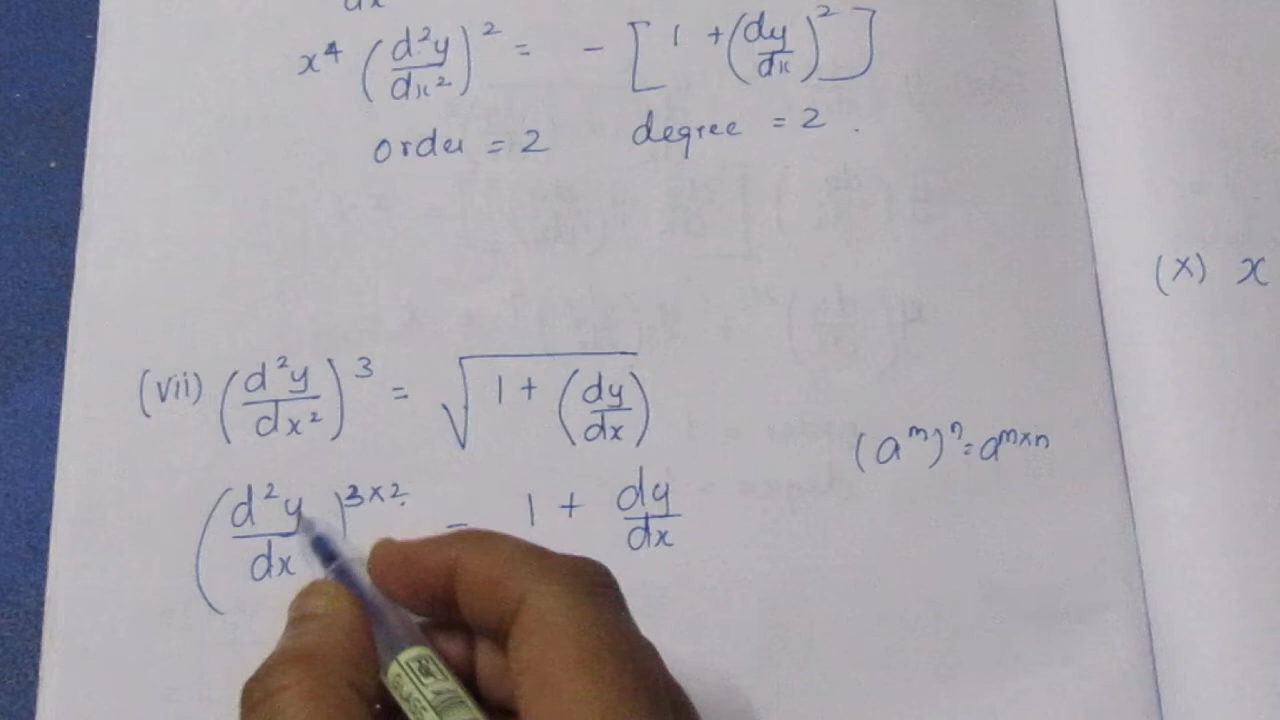 dx
x⁴ (d²y/dx²)² = - [1 + (dy/dx)²]
order = 2 degree = 2 .
(x) x
(vii) (d²y/dx²)³ = √1 + (dy/dx)
(aᵐ)ⁿ = aᵐˣⁿ
(d²y/dx)³ˣ² = 1 + dy/dx